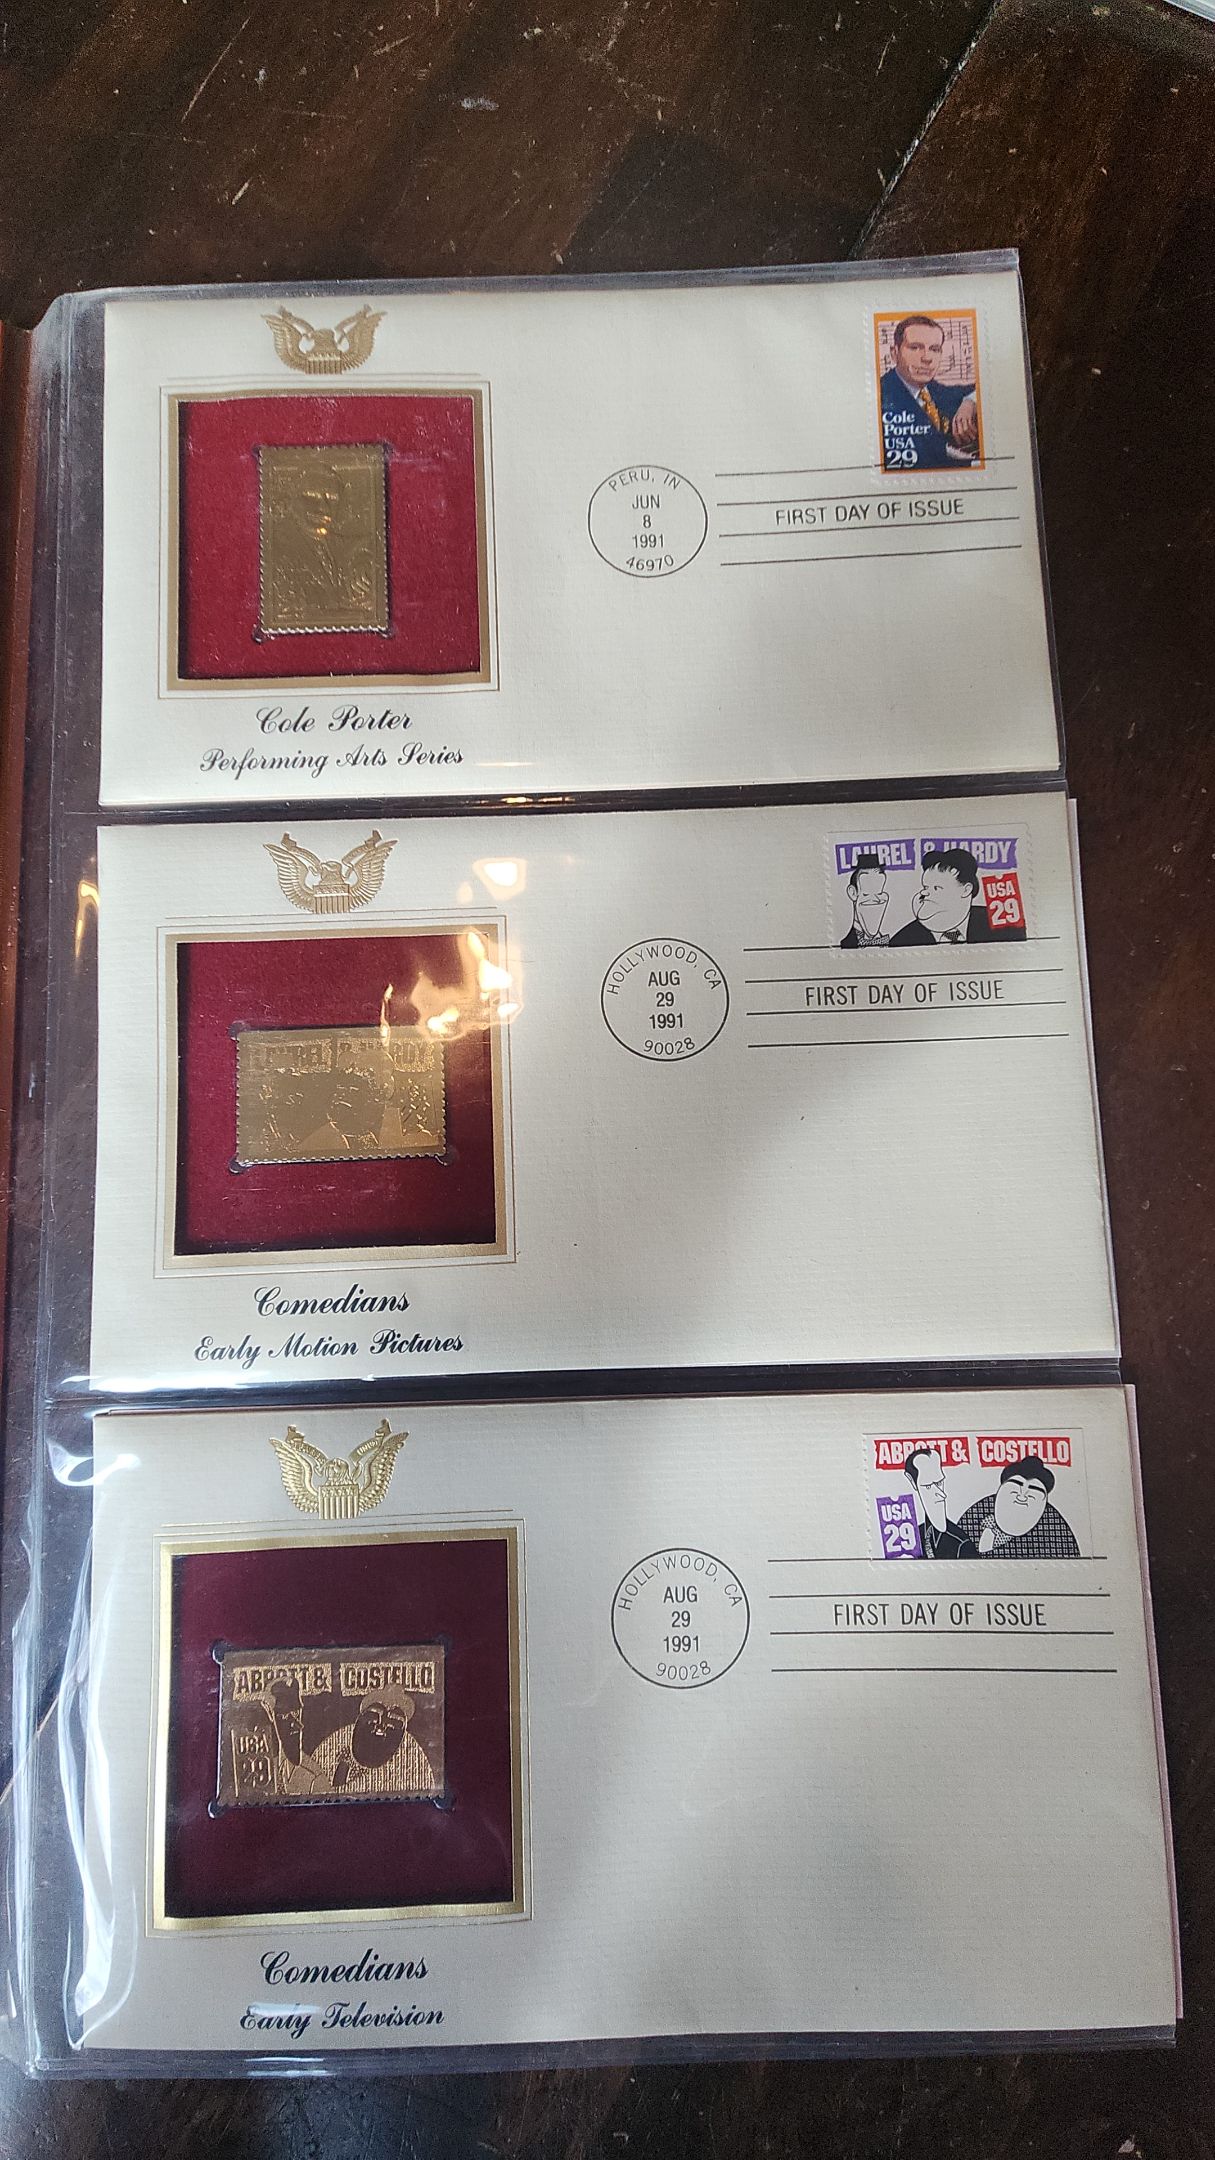 Cole
Porter
USA
29
PERU, IN
JUN
8
1991
46970
FIRST DAY OF ISSUE
Cole Porter
Performing Arts Series
LAUREL & HARDY
USA
29
HOLLYWOOD, CA
AUG
29
1991
90028
FIRST DAY OF ISSUE
LAUREL & HARDY
Comedians
Early Motion Pictures
ABBOTT & COSTELLO
USA
29
HOLLYWOOD, CA
AUG
29
1991
90028
FIRST DAY OF ISSUE
ABBOTT & COSTELLO
USA
29
Comedians
Early Television